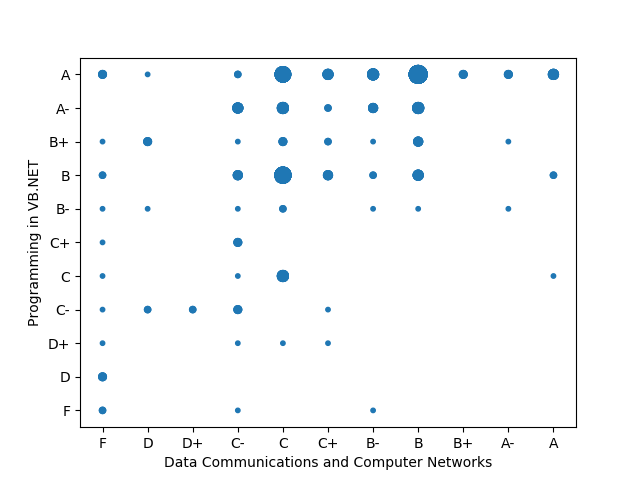 A
A-
B+
B
B-
C+
C
C-
D+
D
F
Programming in VB.NET
F D D+ C- C C+ B- B B+ A- A
Data Communications and Computer Networks